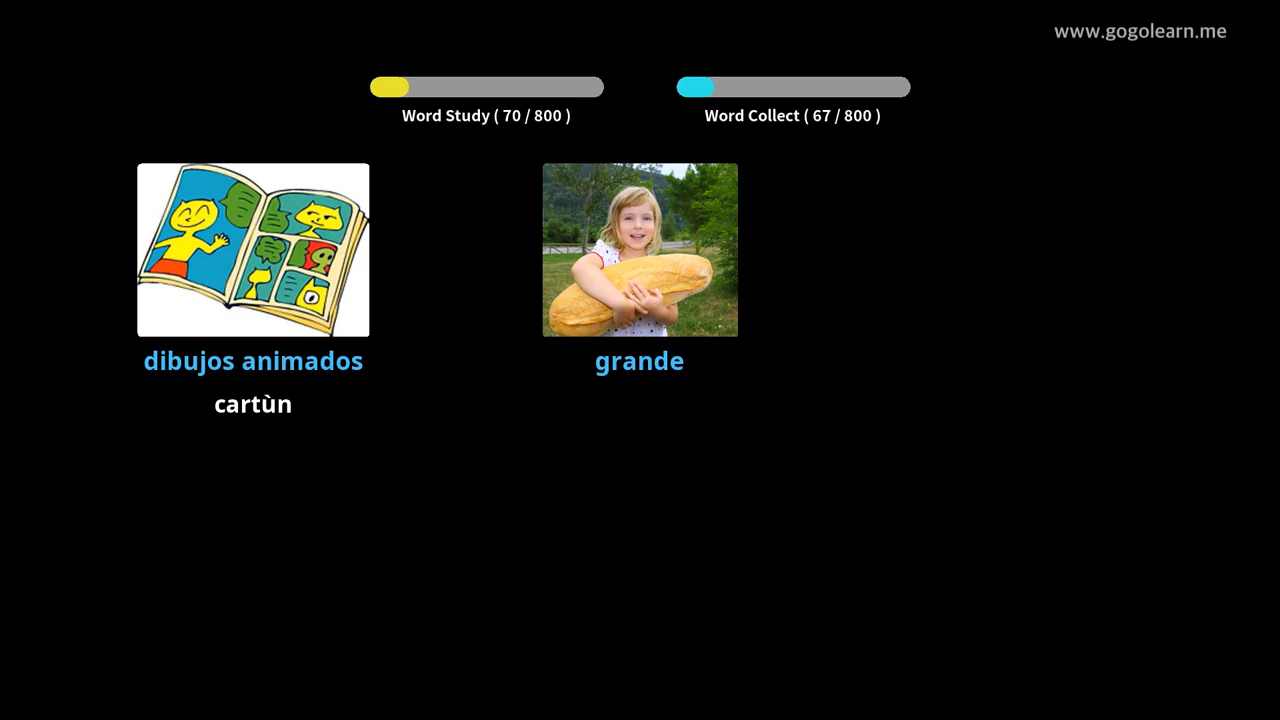 www.gogolearn.me
Word Study ( 70 / 800 )
Word Collect ( 67 / 800 )
dibujos animados
cartùn
grande